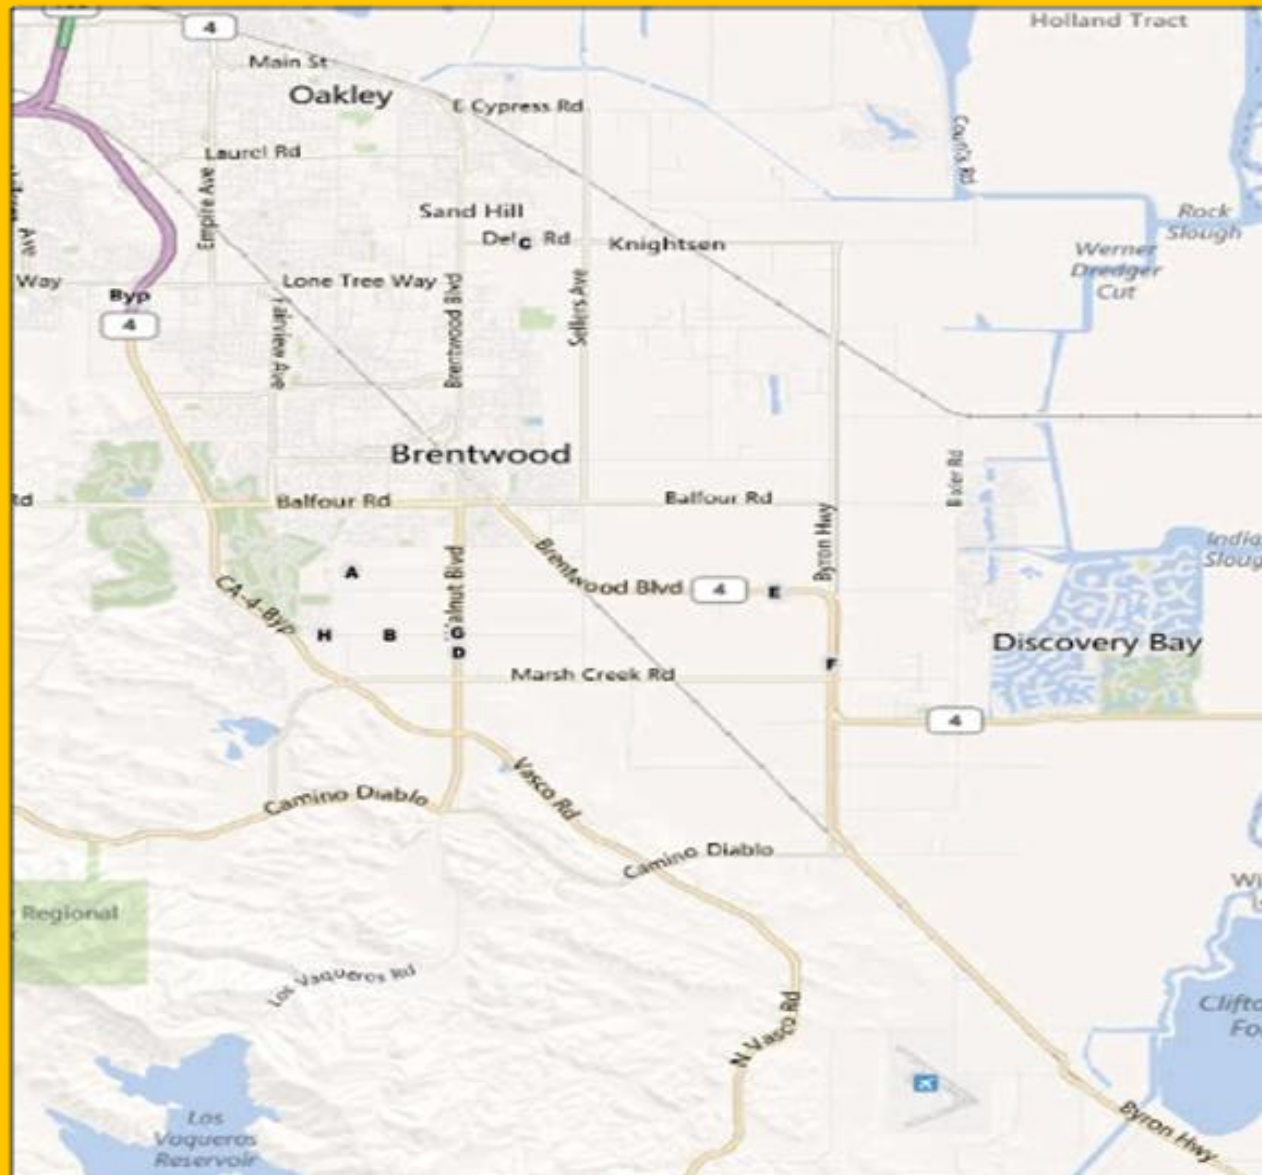 4
Holland Tract
Main St
Oakley
E Cypress Rd
Laurel Rd
Empire Ave
Ave
Sand Hill
Rock
Slough
Del C Rd
Knightsen
Werner
Dredger
Cut
Way
Lone Tree Way
Byp
4
Fairview Ave
Brentwood Blvd
Sellers Ave
Brentwood
Bixler Rd
Rd
Balfour Rd
Balfour Rd
Byron Hwy
A
CA-4-Byp
Walnut Blvd
Brentwood Blvd
4
E
H
B
G
D
F
Discovery Bay
Marsh Creek Rd
4
Vasco Rd
Camino Diablo
Camino Diablo
Regional
Los Vaqueros Rd
N Vasco Rd
Los
Vaqueros
Reservoir
Byron Hwy